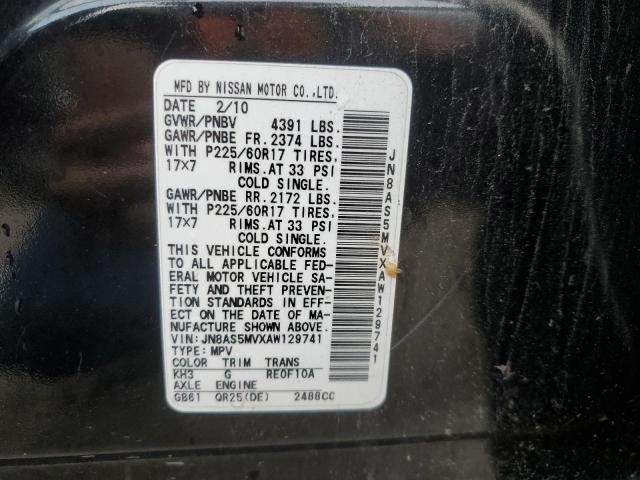 MFD BY NISSAN MOTOR CO.,LTD.
DATE 2/10
GVWR/PNBV 4391 LBS.
GAWR/PNBE FR. 2374 LBS.
WITH P225/60R17 TIRES,
17X7 RIMS.AT 33 PSI
COLD SINGLE.
GAWR/PNBE RR. 2172 LBS.
WITH P225/60R17 TIRES,
17X7 RIMS.AT 33 PSI
COLD SINGLE.
THIS VEHICLE CONFORMS
TO ALL APPLICABLE FED-
ERAL MOTOR VEHICLE SA-
FETY AND THEFT PREVEN-
TION STANDARDS IN EFF-
ECT ON THE DATE OF MA-
NUFACTURE SHOWN ABOVE.
VIN: JN8AS5MVXAW129741
TYPE: MPV
COLOR TRIM TRANS
KH3 G RE0F10A
AXLE ENGINE
GB61 QR25(DE) 2488CC
JN8AS5MVXAW129741